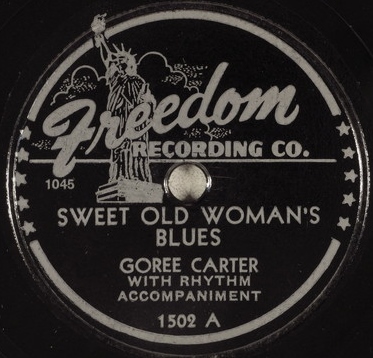 Freedom
RECORDING CO.
1045
SWEET OLD WOMAN'S
BLUES
GOREE CARTER
WITH RHYTHM
ACCOMPANIMENT
1502 A